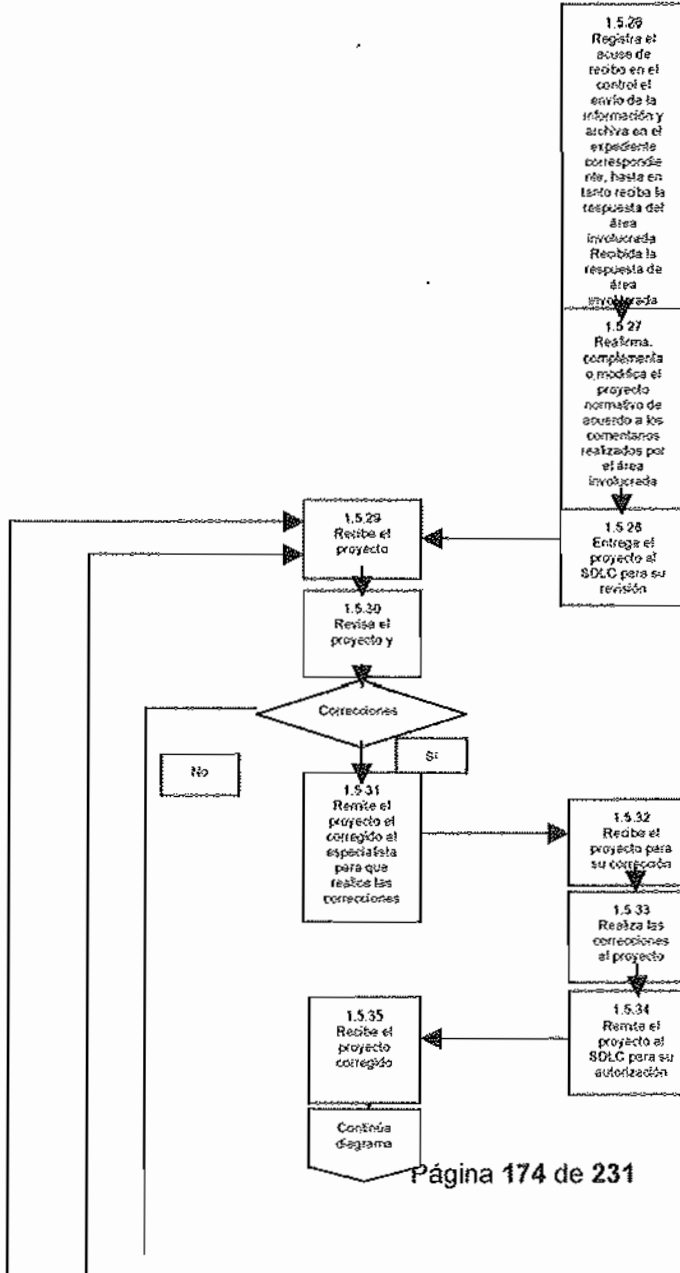 1.5.26
Registra el
acuse de
recibo en el
control el
envío de la
información y
archiva en el
expediente
correspondie
nte, hasta en
tanto reciba la
respuesta del
área
involucrada
Recibida la
respuesta de
área
involucrada
1.5.27
Reafirma,
complementa
o modifica el
proyecto
normativo de
acuerdo a los
comentarios
realizados por
el área
involucrada
1.5.28
Entrega el
proyecto al
SDLC para su
revisión
1.5.29
Recibe el
proyecto
1.5.30
Revisa el
proyecto y
Correcciones
No
Si
1.5.31
Remite el
proyecto el
corregido al
especialista
para que
realice las
correcciones
1.5.32
Recibe el
proyecto para
su corrección
1.5.33
Realiza las
correcciones
al proyecto
1.5.34
Remite el
proyecto al
SDLC para su
autorización
1.5.35
Recibe el
proyecto
corregido
Continúa
diagrama
Página 174 de 231